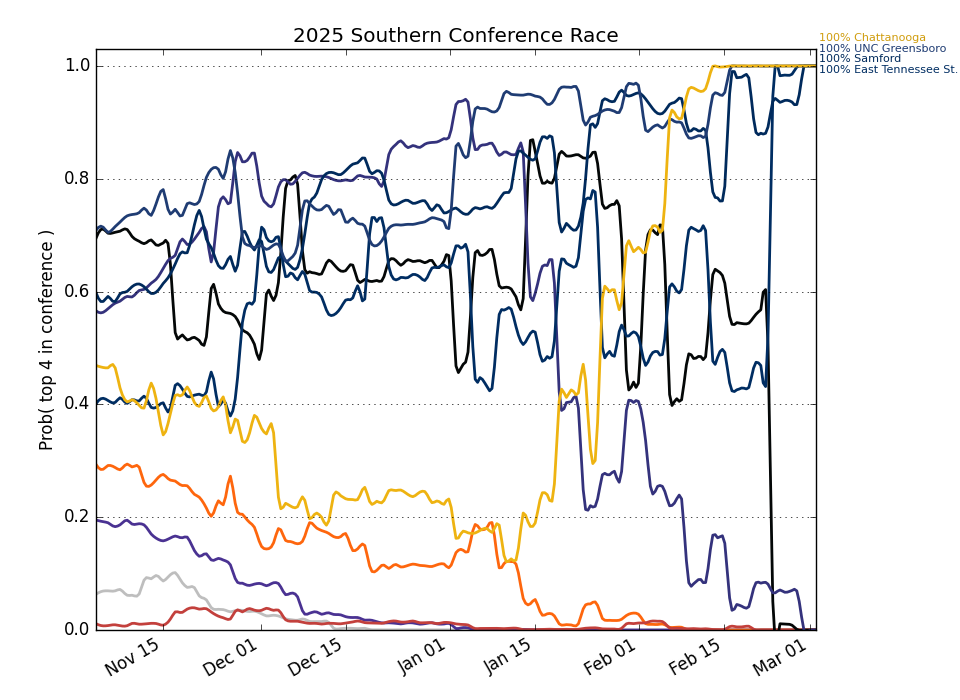 2025 Southern Conference Race
100% Chattanooga
100% UNC Greensboro
100% Samford
100% East Tennessee St.
Prob( top 4 in conference )
1.0
0.8
0.6
0.4
0.2
0.0
Nov 15
Dec 01
Dec 15
Jan 01
Jan 15
Feb 01
Feb 15
Mar 01